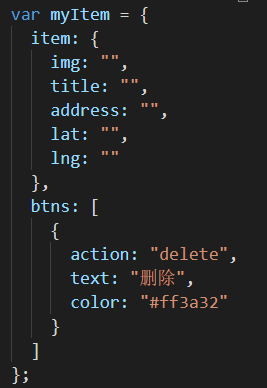 var myItem = {
  item: {
    img: "",
    title: "",
    address: "",
    lat: "",
    lng: ""
  },
  btns: [
    {
      action: "delete",
      text: "删除",
      color: "#ff3a32"
    }
  ]
};